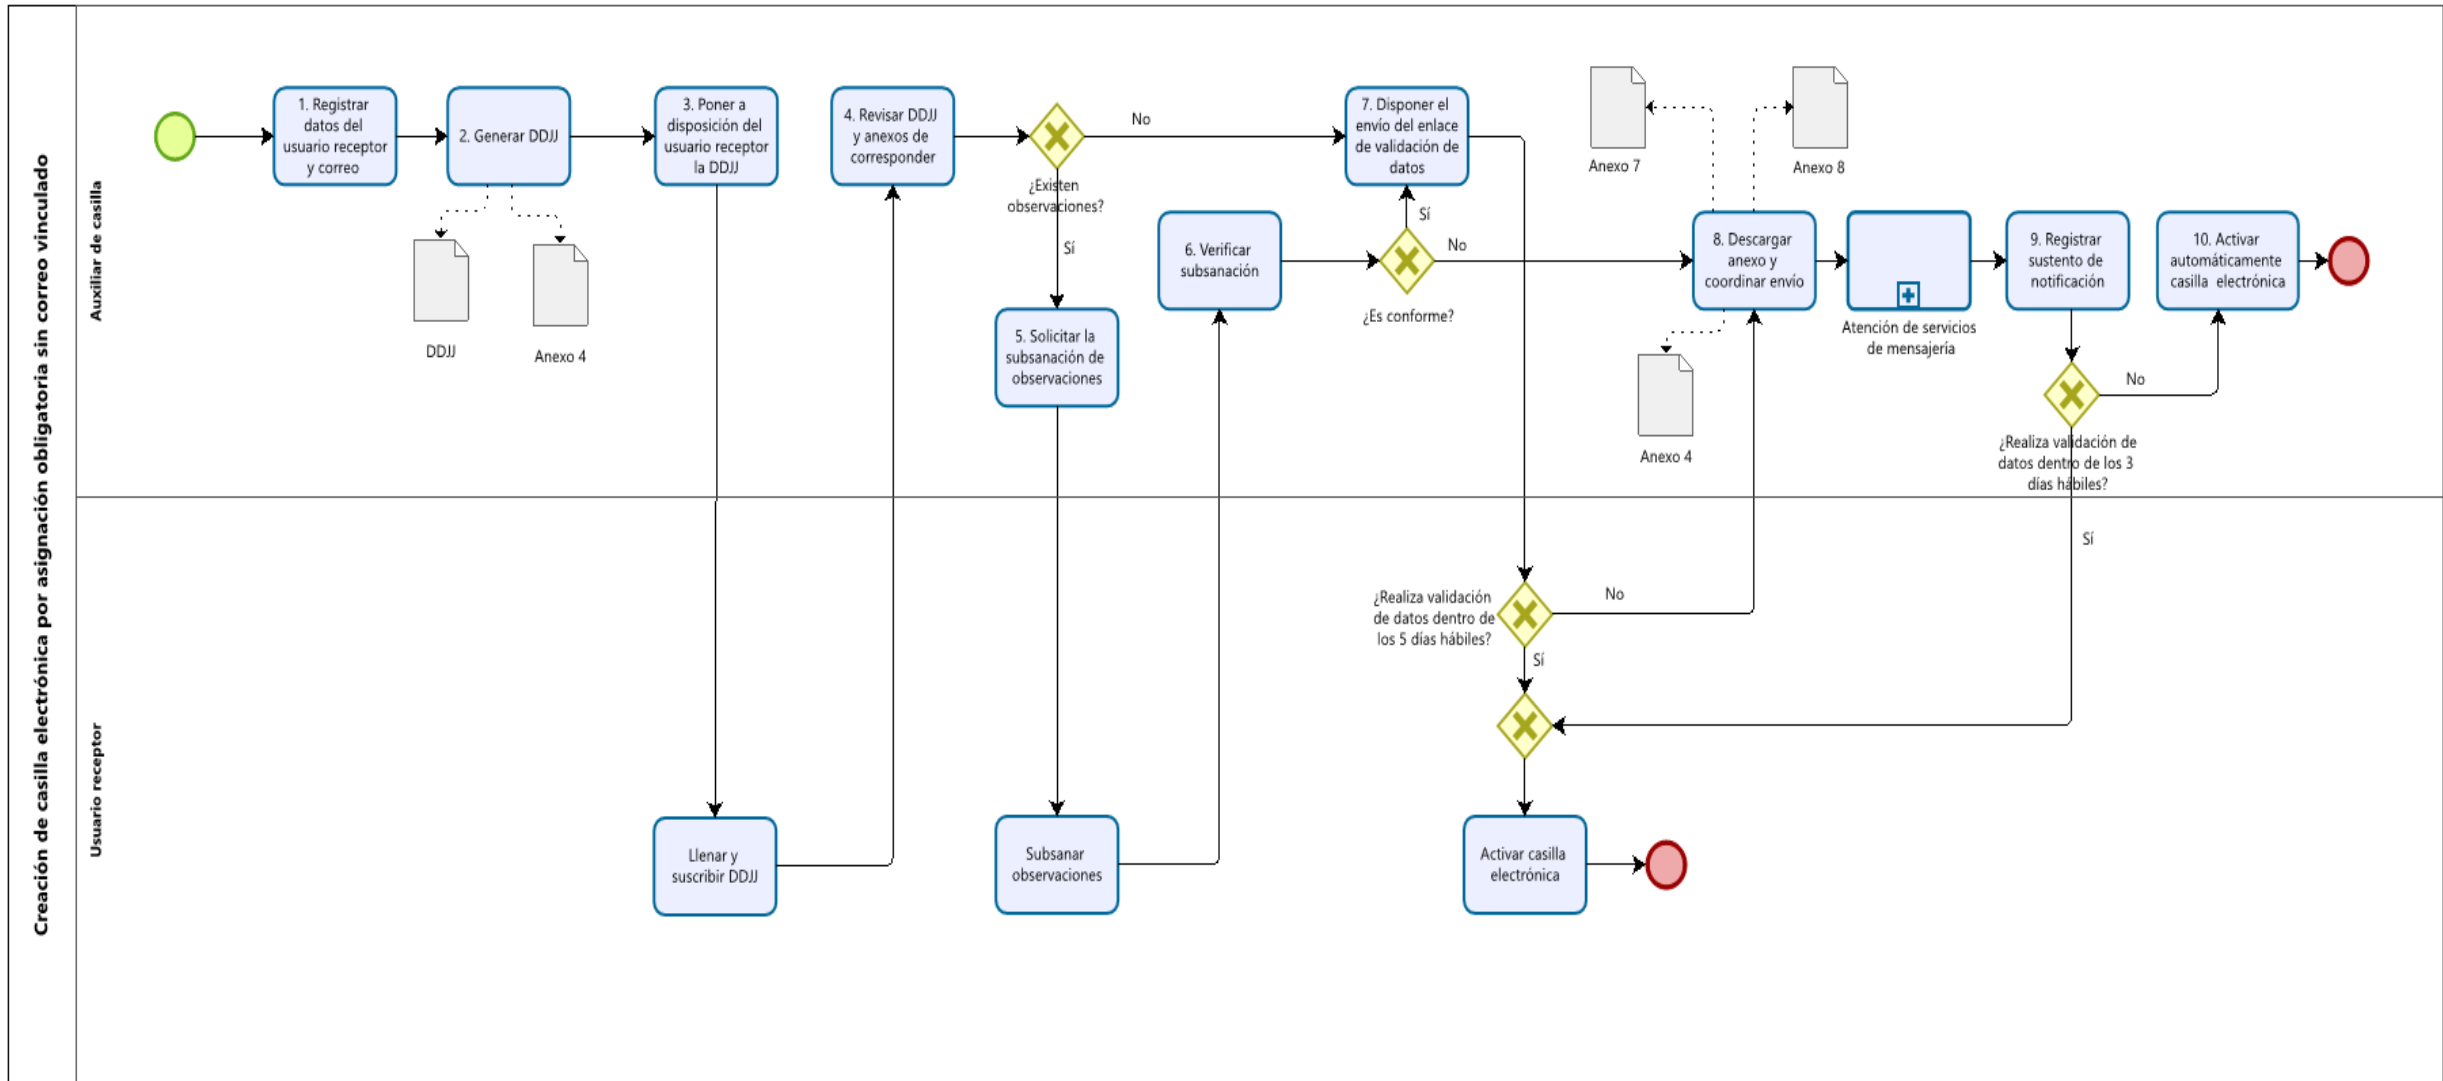 Creación de casilla electrónica por asignación obligatoria sin correo vinculado
Auxiliar de casilla
1. Registrar
datos del
usuario receptor
y correo
2. Generar DDJJ
DDJJ
Anexo 4
3. Poner a
disposición del
usuario receptor
la DDJJ
4. Revisar DDJJ
y anexos de
corresponder
¿Existen
observaciones?
No
Sí
5. Solicitar la
subsanación de
observaciones
6. Verificar
subsanación
¿Es conforme?
Sí
No
7. Disponer el
envío del enlace
de validación de
datos
Anexo 7
Anexo 8
8. Descargar
anexo y
coordinar envío
Anexo 4
Atención de servicios
de mensajería
9. Registrar
sustento de
notificación
¿Realiza validación de
datos dentro de los 3
días hábiles?
No
Sí
10. Activar
automáticamente
casilla electrónica
Usuario receptor
Llenar y
suscribir DDJJ
Subsanar
observaciones
¿Realiza validación
de datos dentro de
los 5 días hábiles?
No
Sí
Activar casilla
electrónica